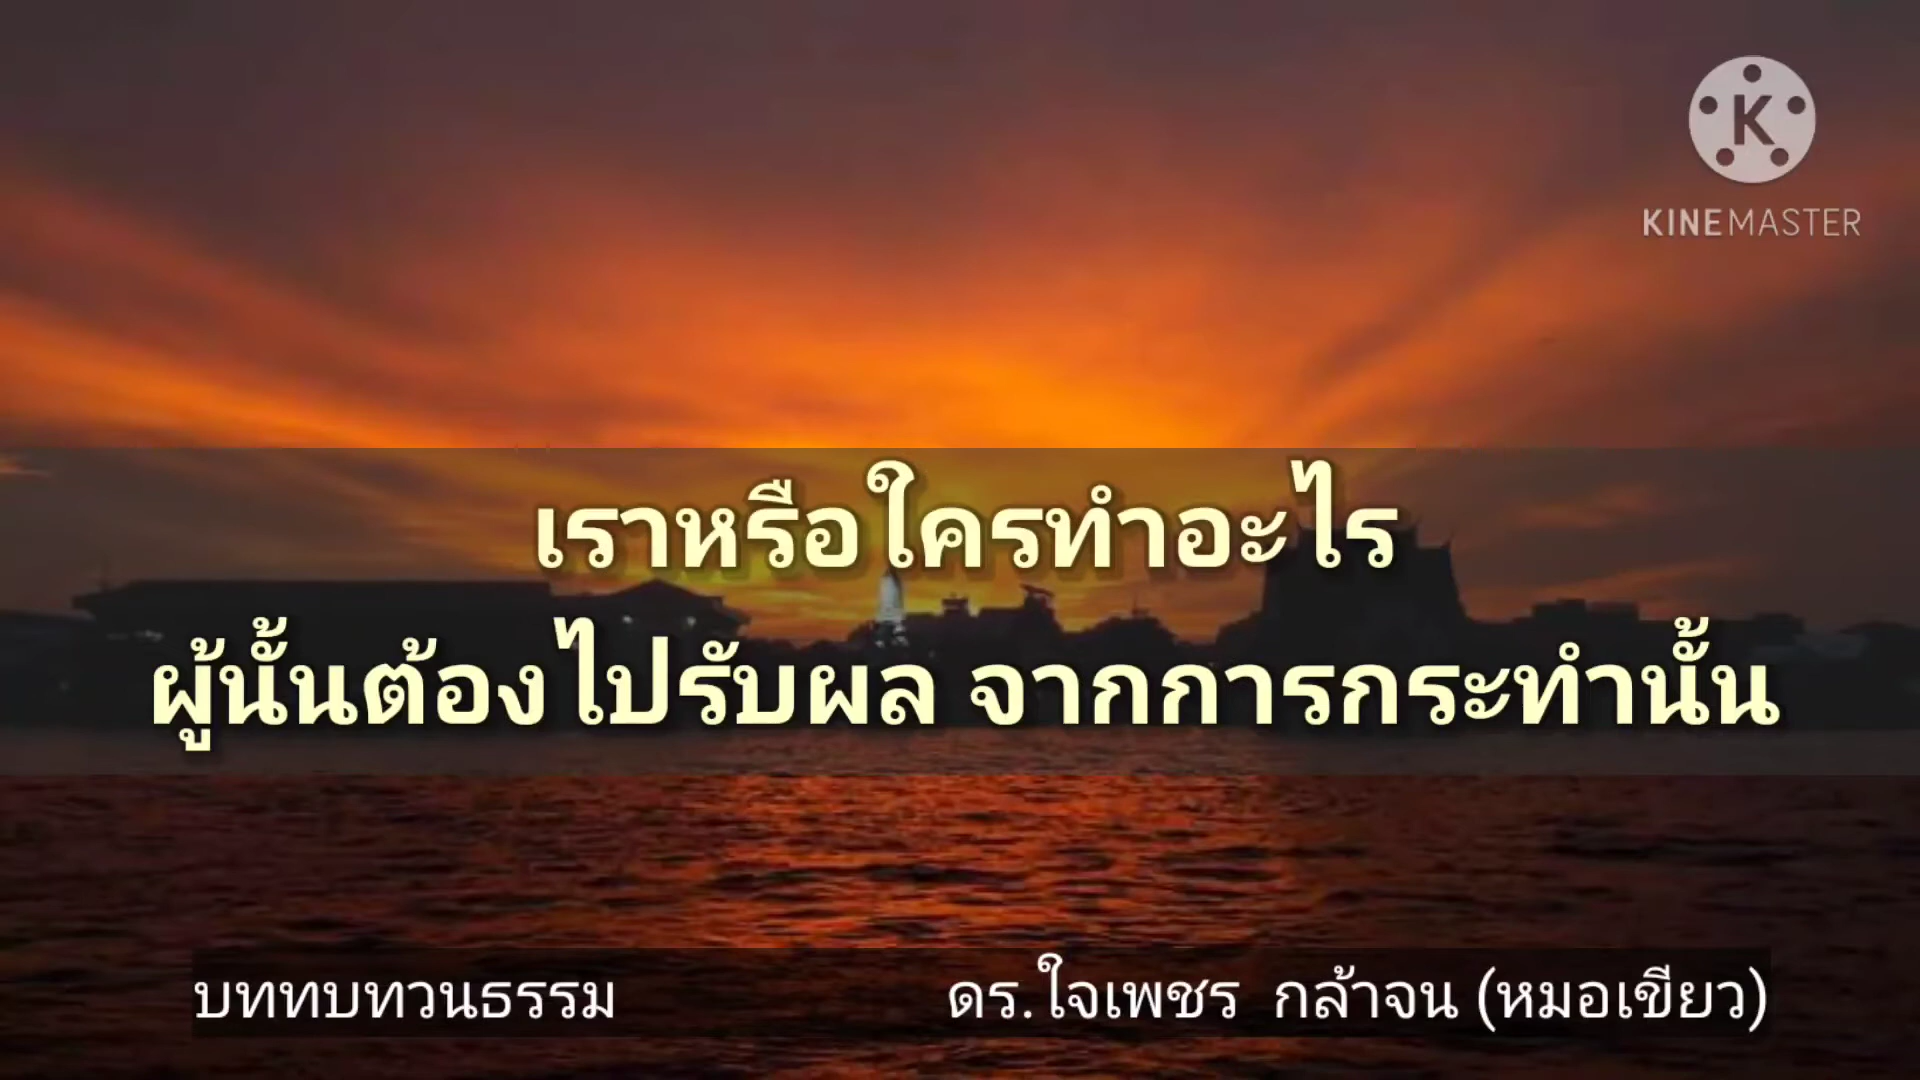 K
KINEMASTER
เราหรือใครทำอะไร
ผู้นั้นต้องไปรับผล จากการกระทำนั้น
บททบทวนธรรม ดร.ใจเพชร กล้าจน (หมอเขียว)